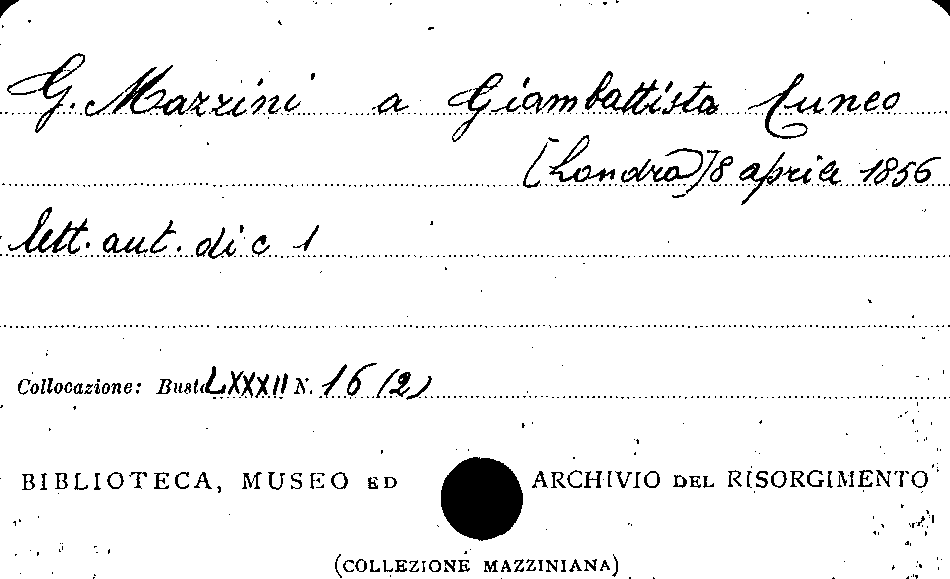 G. Mazzini a Giambattista Cuneo
[Londra] 8 aprile 1856
lett. aut. di c 1
Collocazione: Busta LXXXII N. 16 (2)
BIBLIOTECA, MUSEO ED ARCHIVIO DEL RISORGIMENTO
(COLLEZIONE MAZZINIANA)